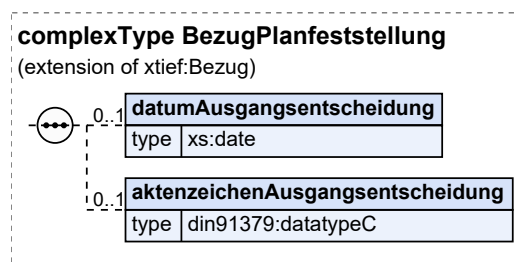 complexType BezugPlanfeststellung
(extension of xtief:Bezug)
0..1 datumAusgangsentscheidung
type xs:date
0..1 aktenzeichenAusgangsentscheidung
type din91379:datatypeC